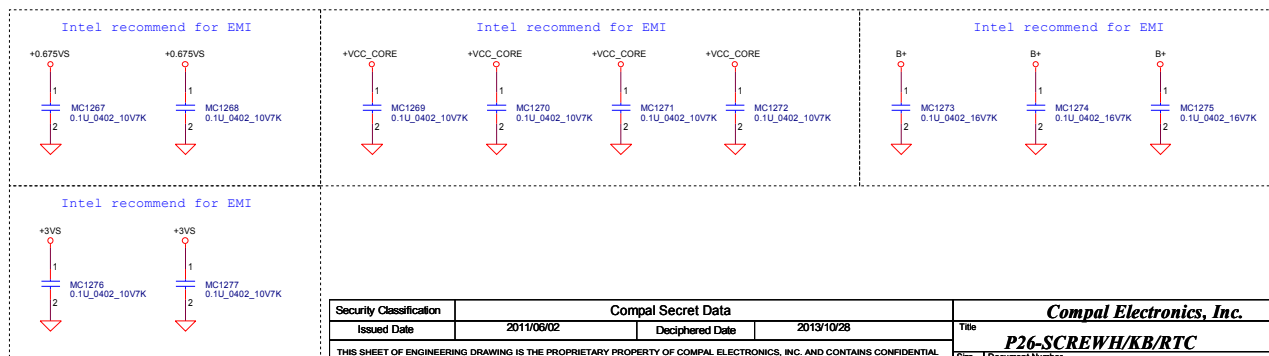 Intel recommend for EMI
+0.675VS
+0.675VS
1
1
MC1267
0.1U_0402_10V7K
MC1268
0.1U_0402_10V7K
2
2
Intel recommend for EMI
+VCC_CORE
+VCC_CORE
+VCC_CORE
+VCC_CORE
1
1
1
1
MC1269
0.1U_0402_10V7K
MC1270
0.1U_0402_10V7K
MC1271
0.1U_0402_10V7K
MC1272
0.1U_0402_10V7K
2
2
2
2
Intel recommend for EMI
B+
B+
B+
1
1
1
MC1273
0.1U_0402_16V7K
MC1274
0.1U_0402_16V7K
MC1275
0.1U_0402_16V7K
2
2
2
Intel recommend for EMI
+3VS
+3VS
1
1
MC1276
0.1U_0402_10V7K
MC1277
0.1U_0402_10V7K
2
2
Security Classification
Compal Secret Data
Issued Date
2011/06/02
Deciphered Date
2013/10/28
THIS SHEET OF ENGINEERING DRAWING IS THE PROPRIETARY PROPERTY OF COMPAL ELECTRONICS, INC. AND CONTAINS CONFIDENTIAL
Compal Electronics, Inc.
Title
P26-SCREWH/KB/RTC
Size
Document Number